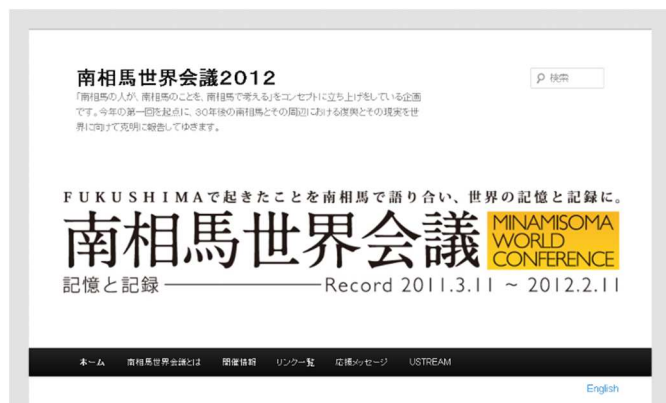 南相馬世界会議2012
検索
「南相馬の人が、南相馬のことを、南相馬で考える」をコンセプトに立ち上げをしている企画
です。今年の第一回を起点に、30年後の南相馬とその周辺における復興とその現実を世
界に向けて克明に報告してゆきます。
FUKUSHIMAで起きたことを南相馬で語り合い、世界の記憶と記録に。
南相馬世界会議
MINAMISOMA
WORLD
CONFERENCE
記憶と記録
Record 2011.3.11 ~ 2012.2.11
ホーム 南相馬世界会議とは 開催情報 リンク一覧 応援メッセージ USTREAM
English